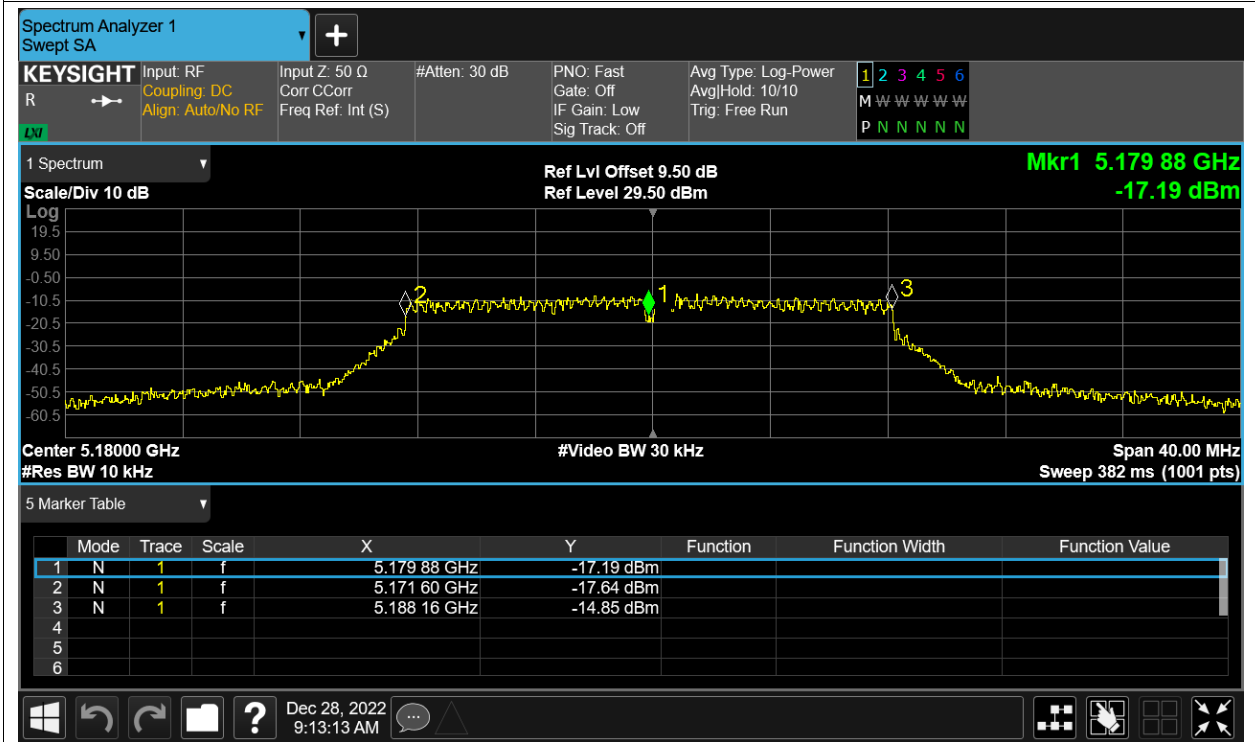 Spectrum Analyzer 1
Swept SA
KEYSIGHT Input: RF Input Z: 50 Ω #Atten: 30 dB PNO: Fast Avg Type: Log-Power 1 2 3 4 5 6
R Coupling: DC Corr CCorr Gate: Off Avg|Hold: 10/10 M W W W W W
Align: Auto/No RF Freq Ref: Int (S) IF Gain: Low Trig: Free Run
LXI Sig Track: Off P N N N N N
1 Spectrum Ref Lvl Offset 9.50 dB Mkr1 5.179 88 GHz
Scale/Div 10 dB Ref Level 29.50 dBm -17.19 dBm
Log
19.5
9.50
-0.50
2 1 3
-10.5
-20.5
-30.5
-40.5
-50.5
-60.5
Center 5.18000 GHz #Video BW 30 kHz Span 40.00 MHz
#Res BW 10 kHz Sweep 382 ms (1001 pts)
5 Marker Table
Mode Trace Scale X Y Function Function Width Function Value
1 N 1 f 5.179 88 GHz -17.19 dBm
2 N 1 f 5.171 60 GHz -17.64 dBm
3 N 1 f 5.188 16 GHz -14.85 dBm
4
5
6
? Dec 28, 2022
9:13:13 AM